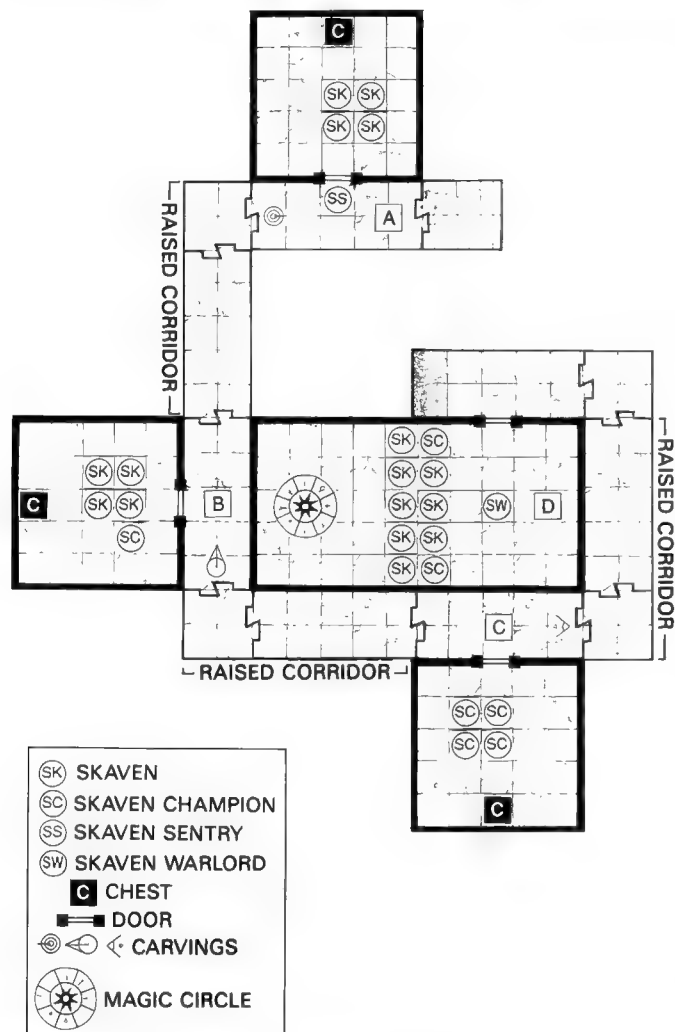 C
SK SK
SK SK
SS
A
RAISED CORRIDOR
SK SC
SK SK
SK SK
SK SK
SK SC
SW
D
RAISED CORRIDOR
C
SK SK
SK SK
SC
B
C
RAISED CORRIDOR
SC SC
SC SC
C
SK SKAVEN
SC SKAVEN CHAMPION
SS SKAVEN SENTRY
SW SKAVEN WARLORD
C CHEST
DOOR
CARVINGS
MAGIC CIRCLE